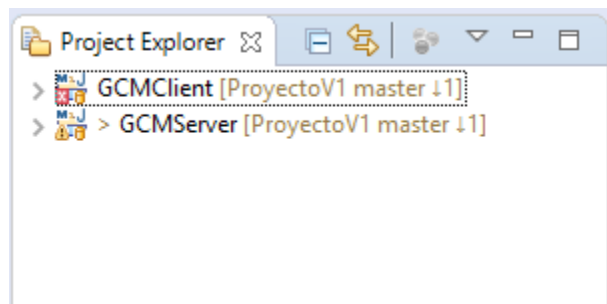 Project Explorer
GCMClient [ProyectoV1 master ↓1]
> GCMServer [ProyectoV1 master ↓1]